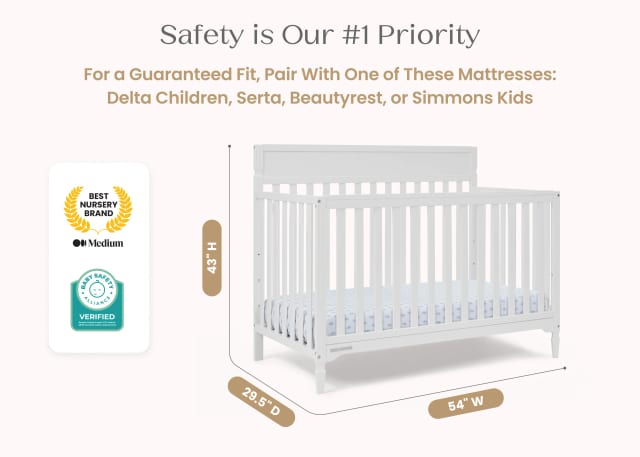 Safety is Our #1 Priority
For a Guaranteed Fit, Pair With One of These Mattresses:
Delta Children, Serta, Beautyrest, or Simmons Kids
BEST
NURSERY
BRAND
Medium
BABY SAFETY
ALLIANCE
VERIFIED
43" H
29.5" D
54" W